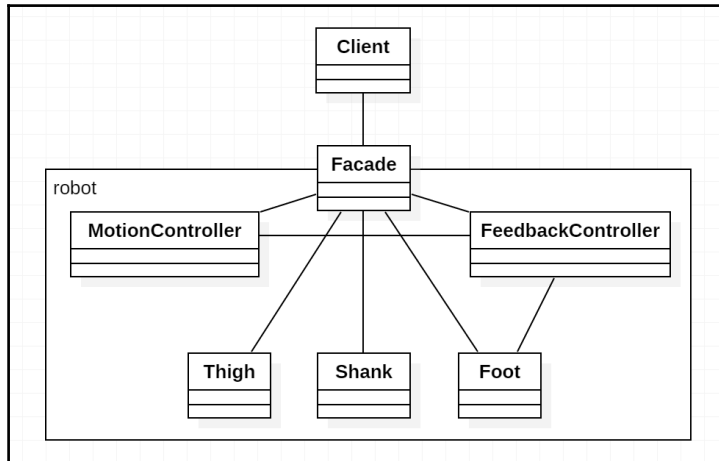 Client
Facade
robot
MotionController
FeedbackController
Thigh
Shank
Foot